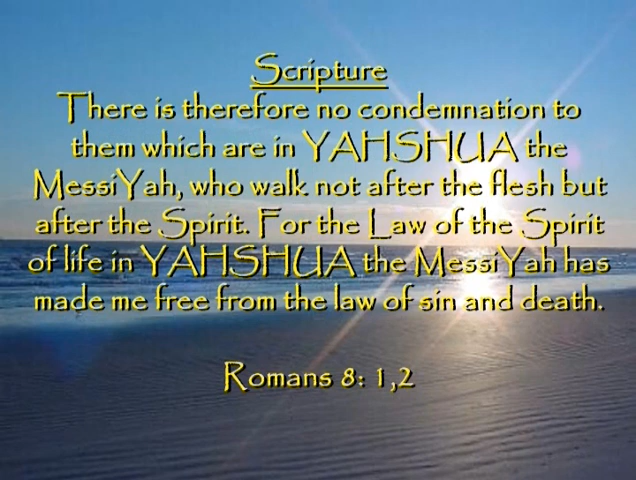 Scripture
There is therefore no condemnation to
them which are in YAHSHUA the
MessiYah, who walk not after the flesh but
after the Spirit. For the Law of the Spirit
of life in YAHSHUA the MessiYah has
made me free from the law of sin and death.
Romans 8: 1,2